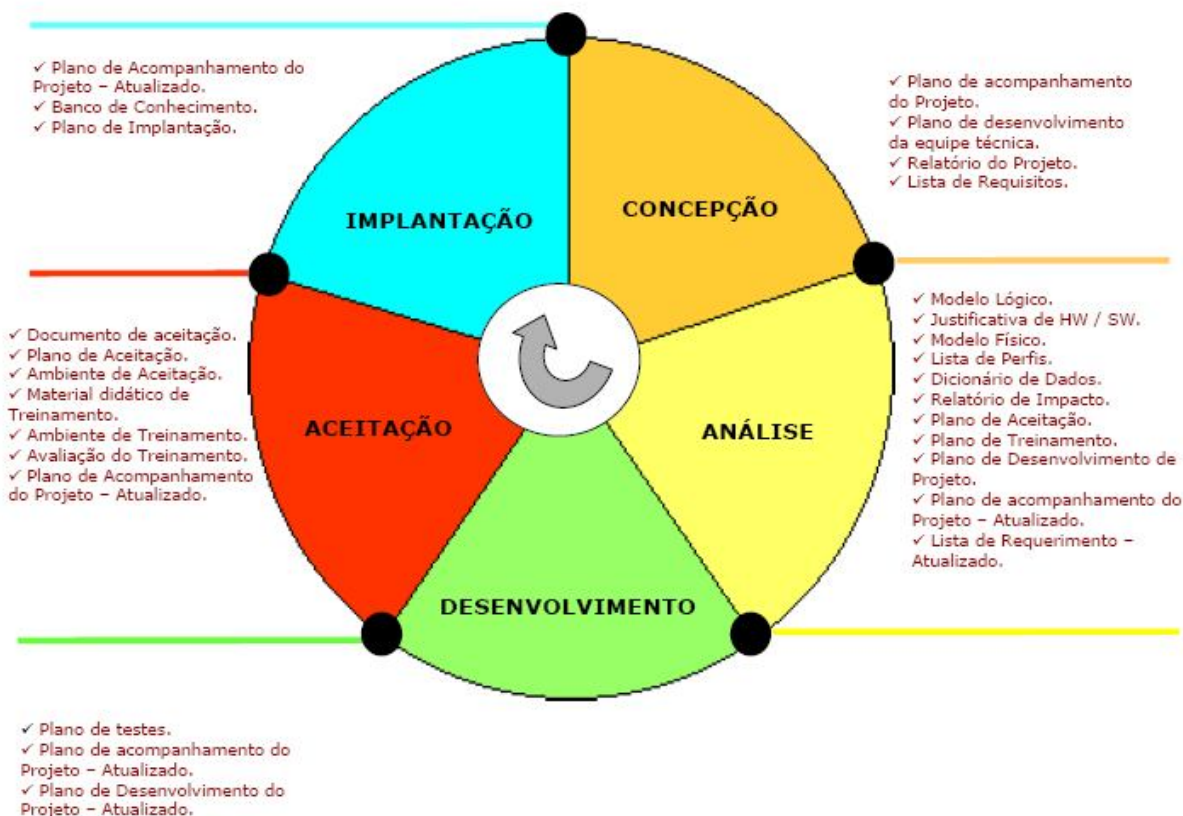 ✓ Plano de Acompanhamento do
Projeto – Atualizado.
✓ Banco de Conhecimento.
✓ Plano de Implantação.
✓ Plano de acompanhamento
do Projeto.
✓ Plano de desenvolvimento
da equipe técnica.
✓ Relatório do Projeto.
✓ Lista de Requisitos.
IMPLANTAÇÃO
CONCEPÇÃO
✓ Documento de aceitação.
✓ Plano de Aceitação.
✓ Ambiente de Aceitação.
✓ Material didático de
Treinamento.
✓ Ambiente de Treinamento.
✓ Avaliação do Treinamento.
✓ Plano de Acompanhamento
do Projeto – Atualizado.
ACEITAÇÃO
ANÁLISE
✓ Modelo Lógico.
✓ Justificativa de HW / SW.
✓ Modelo Físico.
✓ Lista de Perfis.
✓ Dicionário de Dados.
✓ Relatório de Impacto.
✓ Plano de Aceitação.
✓ Plano de Treinamento.
✓ Plano de Desenvolvimento de
Projeto.
✓ Plano de acompanhamento do
Projeto – Atualizado.
✓ Lista de Requerimento –
Atualizado.
DESENVOLVIMENTO
✓ Plano de testes.
✓ Plano de acompanhamento do
Projeto – Atualizado.
✓ Plano de Desenvolvimento do
Projeto – Atualizado.